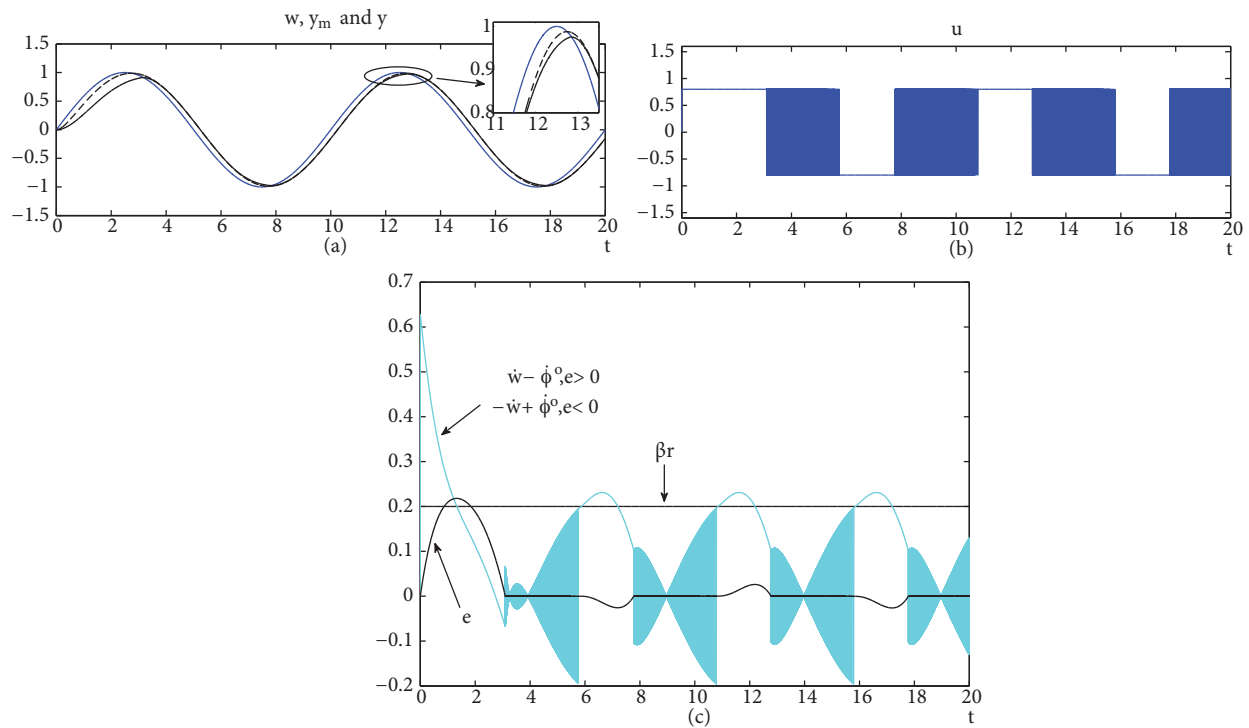 w, y_m and y
1.5
1
0.5
0
−0.5
−1
−1.5
0 2 4 6 8 10 12 14 16 18 20
(a)
t
1
0.9
0.8
11 12 13
u
1.5
1
0.5
0
−0.5
−1
−1.5
0 2 4 6 8 10 12 14 16 18 20
(b)
t
0.7
0.6
0.5
0.4
0.3
0.2
0.1
0
−0.1
−0.2
ẇ− ϕ̇°,e> 0
−ẇ+ ϕ̇°,e< 0
βr
e
0 2 4 6 8 10 12 14 16 18 20
(c)
t